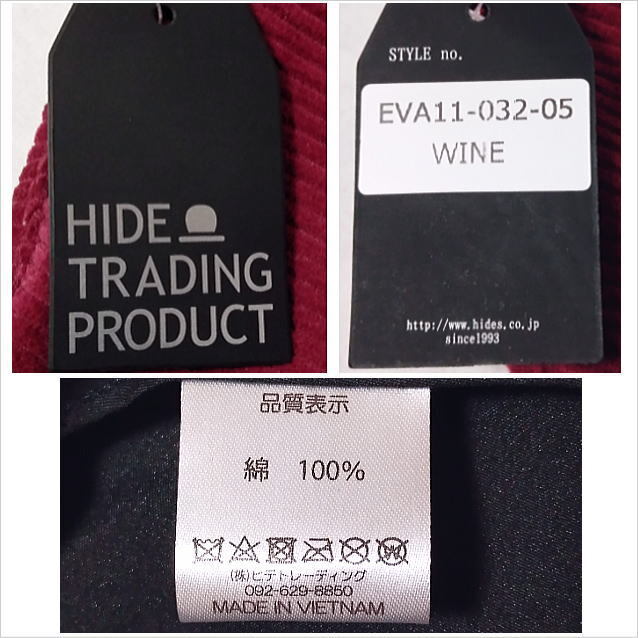 HIDE
TRADING
PRODUCT
STYLE no.
EVA11-032-05
WINE
http://www.hides.co.jp
since1993
品質表示
綿 100%
(株)ヒデトレーディング
092-629-8850
MADE IN VIETNAM